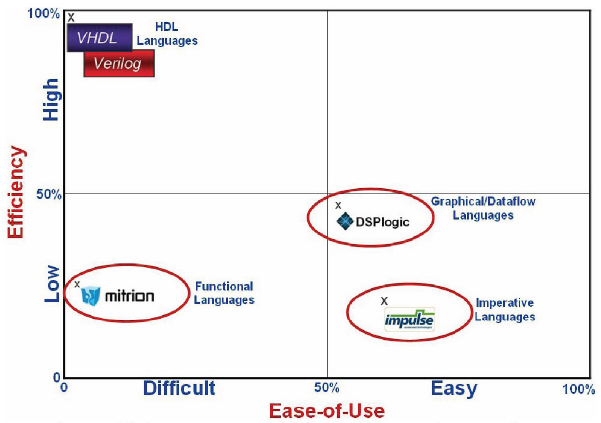 100%
X
VHDL
Verilog
HDL
Languages
High
Efficiency
50%
X
DSPlogic
Graphical/Dataflow
Languages
Low
X
mitrion
Functional
Languages
X
impulse
Imperative
Languages
0
0
Difficult
50%
Easy
100%
Ease-of-Use